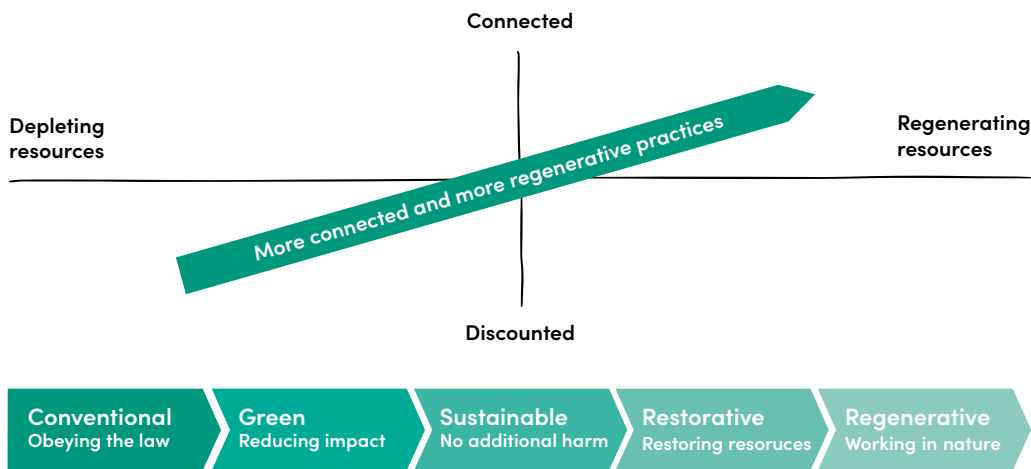 Connected
Depleting
resources
Regenerating
resources
More connected and more regenerative practices
Discounted
Conventional
Obeying the law
Green
Reducing impact
Sustainable
No additional harm
Restorative
Restoring resoruces
Regenerative
Working in nature